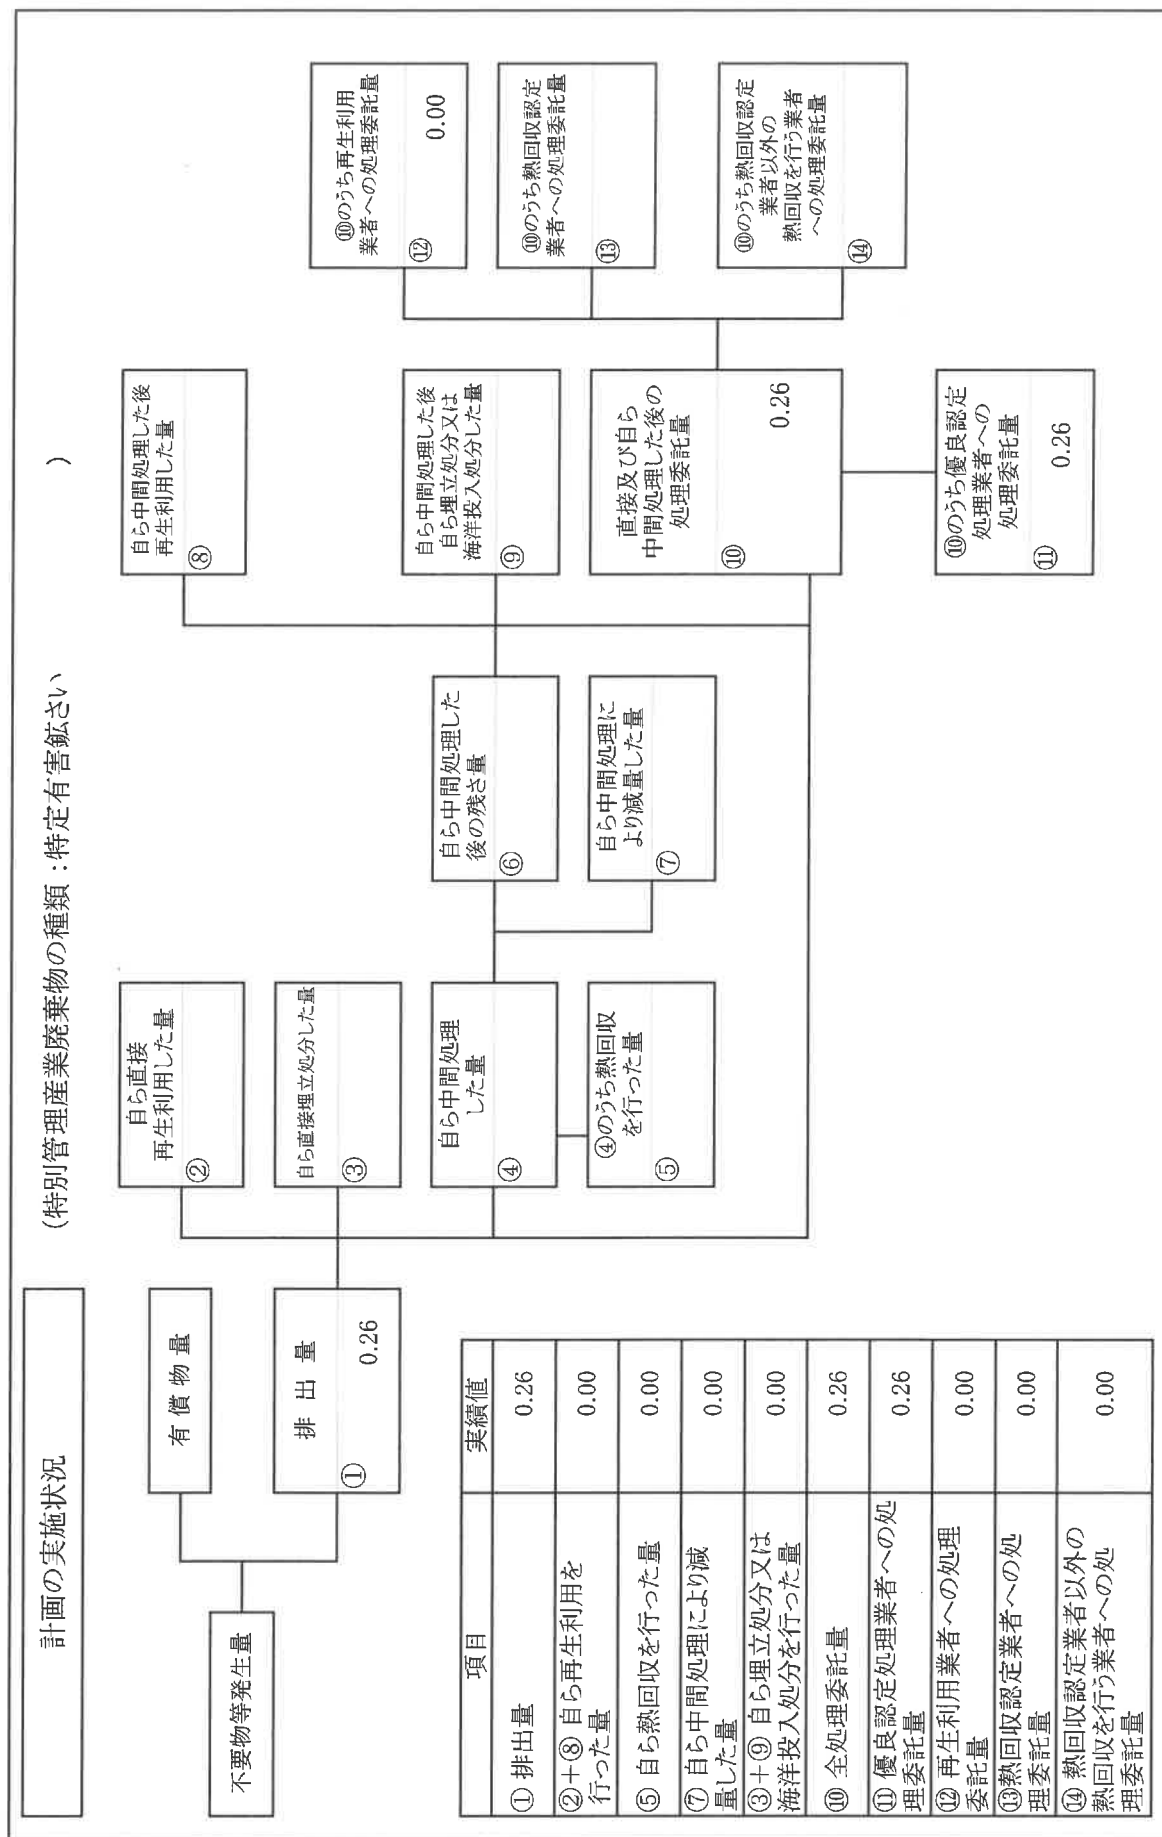 計画の実施状況
(特別管理産業廃棄物の種類:特定有害鉱さい
)
不要物等発生量
有償物量
排出量
①
0.26
自ら直接
再生利用した量
②
自ら直接埋立処分した量
③
自ら中間処理
した量
④
④のうち熱回収
を行った量
⑤
自ら中間処理した
後の残さ量
⑥
自ら中間処理に
より減量した量
⑦
自ら中間処理した後
再生利用した量
⑧
自ら中間処理した後
自ら埋立処分又は
海洋投入処分した量
⑨
直接及び自ら
中間処理した後の
処理委託量
⑩
0.26
⑩のうち優良認定
処理業者への
処理委託量
⑪
0.26
⑩のうち再生利用
業者への処理委託量
⑫
0.00
⑩のうち熱回収認定
業者への処理委託量
⑬
⑩のうち熱回収認定
業者以外の
熱回収を行う業者
への処理委託量
⑭
項目 実績値
① 排出量 0.26
②+⑧ 自ら再生利用を
行った量 0.00
⑤ 自ら熱回収を行った量 0.00
⑦ 自ら中間処理により減
量した量 0.00
③+⑨ 自ら埋立処分又は
海洋投入処分を行った量 0.00
⑩ 全処理委託量 0.26
⑪ 優良認定処理業者への処
理委託量 0.26
⑫ 再生利用業者への処理
委託量 0.00
⑬熱回収認定業者への処
理委託量 0.00
⑭ 熱回収認定業者以外の
熱回収を行う業者への処
理委託量 0.00